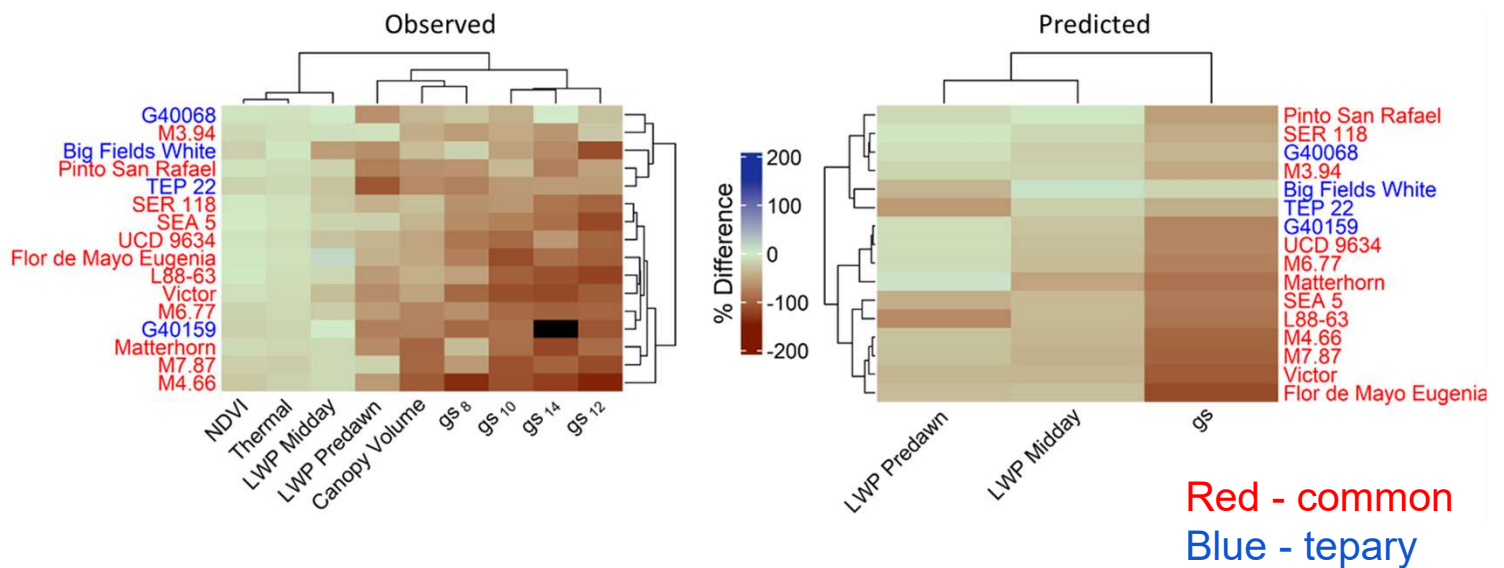 Observed
G40068
M3.94
Big Fields White
Pinto San Rafael
TEP 22
SER 118
SEA 5
UCD 9634
Flor de Mayo Eugenia
L88-63
Victor
M6.77
G40159
Matterhorn
M7.87
M4.66
NDVI
Thermal
LWP Midday
LWP Predawn
Canopy Volume
gs 8
gs 10
gs 14
gs 12
% Difference
200
100
0
-100
-200
Predicted
Pinto San Rafael
SER 118
G40068
M3.94
Big Fields White
TEP 22
G40159
UCD 9634
M6.77
Matterhorn
SEA 5
L88-63
M4.66
M7.87
Victor
Flor de Mayo Eugenia
LWP Predawn
LWP Midday
gs
Red - common
Blue - tepary